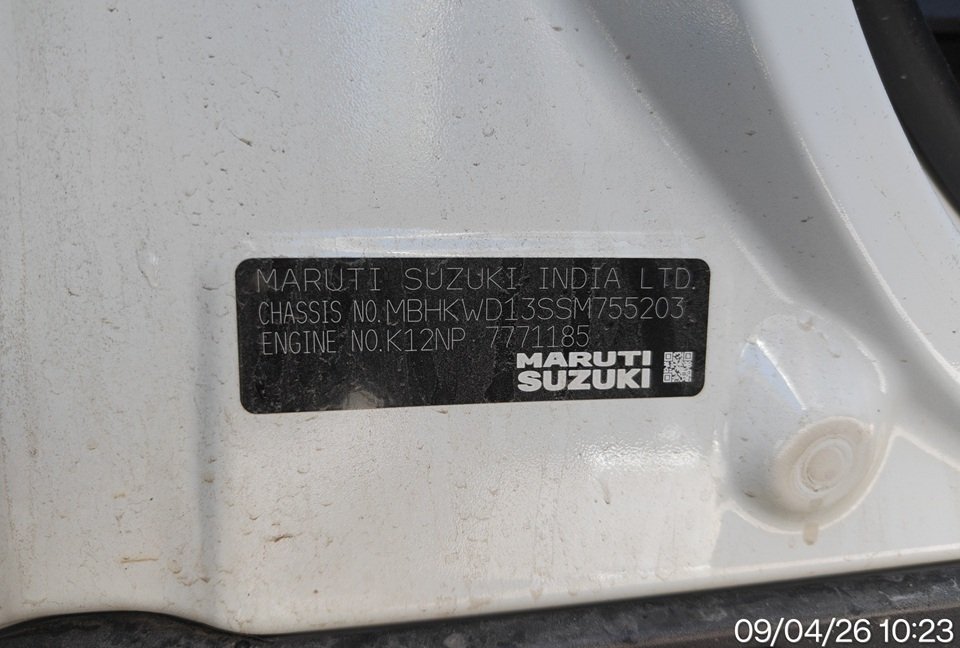 MARUTI SUZUKI INDIA LTD.
CHASSIS NO.MBHKWD13SSM755203
ENGINE NO.K12NP 7771185
MARUTI
SUZUKI
09/04/26 10:23